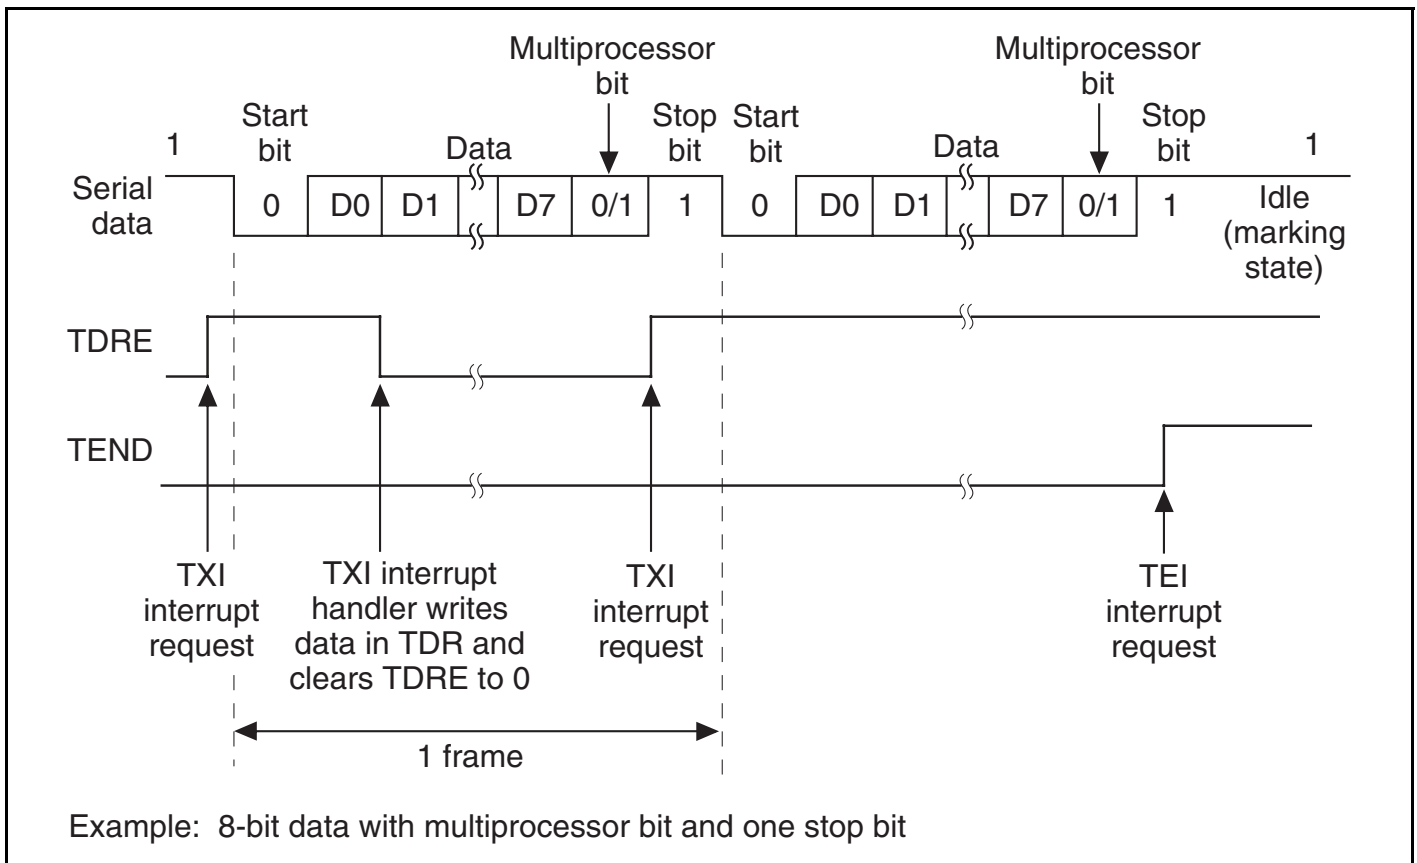 Multiprocessor bit
Multiprocessor bit
Start bit
Stop bit
Start bit
Stop bit
1
Data
Data
1
Serial data
0
D0
D1
D7
0/1
1
0
D0
D1
D7
0/1
1
Idle (marking state)
TDRE
TEND
TXI interrupt request
TXI interrupt handler writes data in TDR and clears TDRE to 0
TXI interrupt request
TEI interrupt request
1 frame
Example: 8-bit data with multiprocessor bit and one stop bit